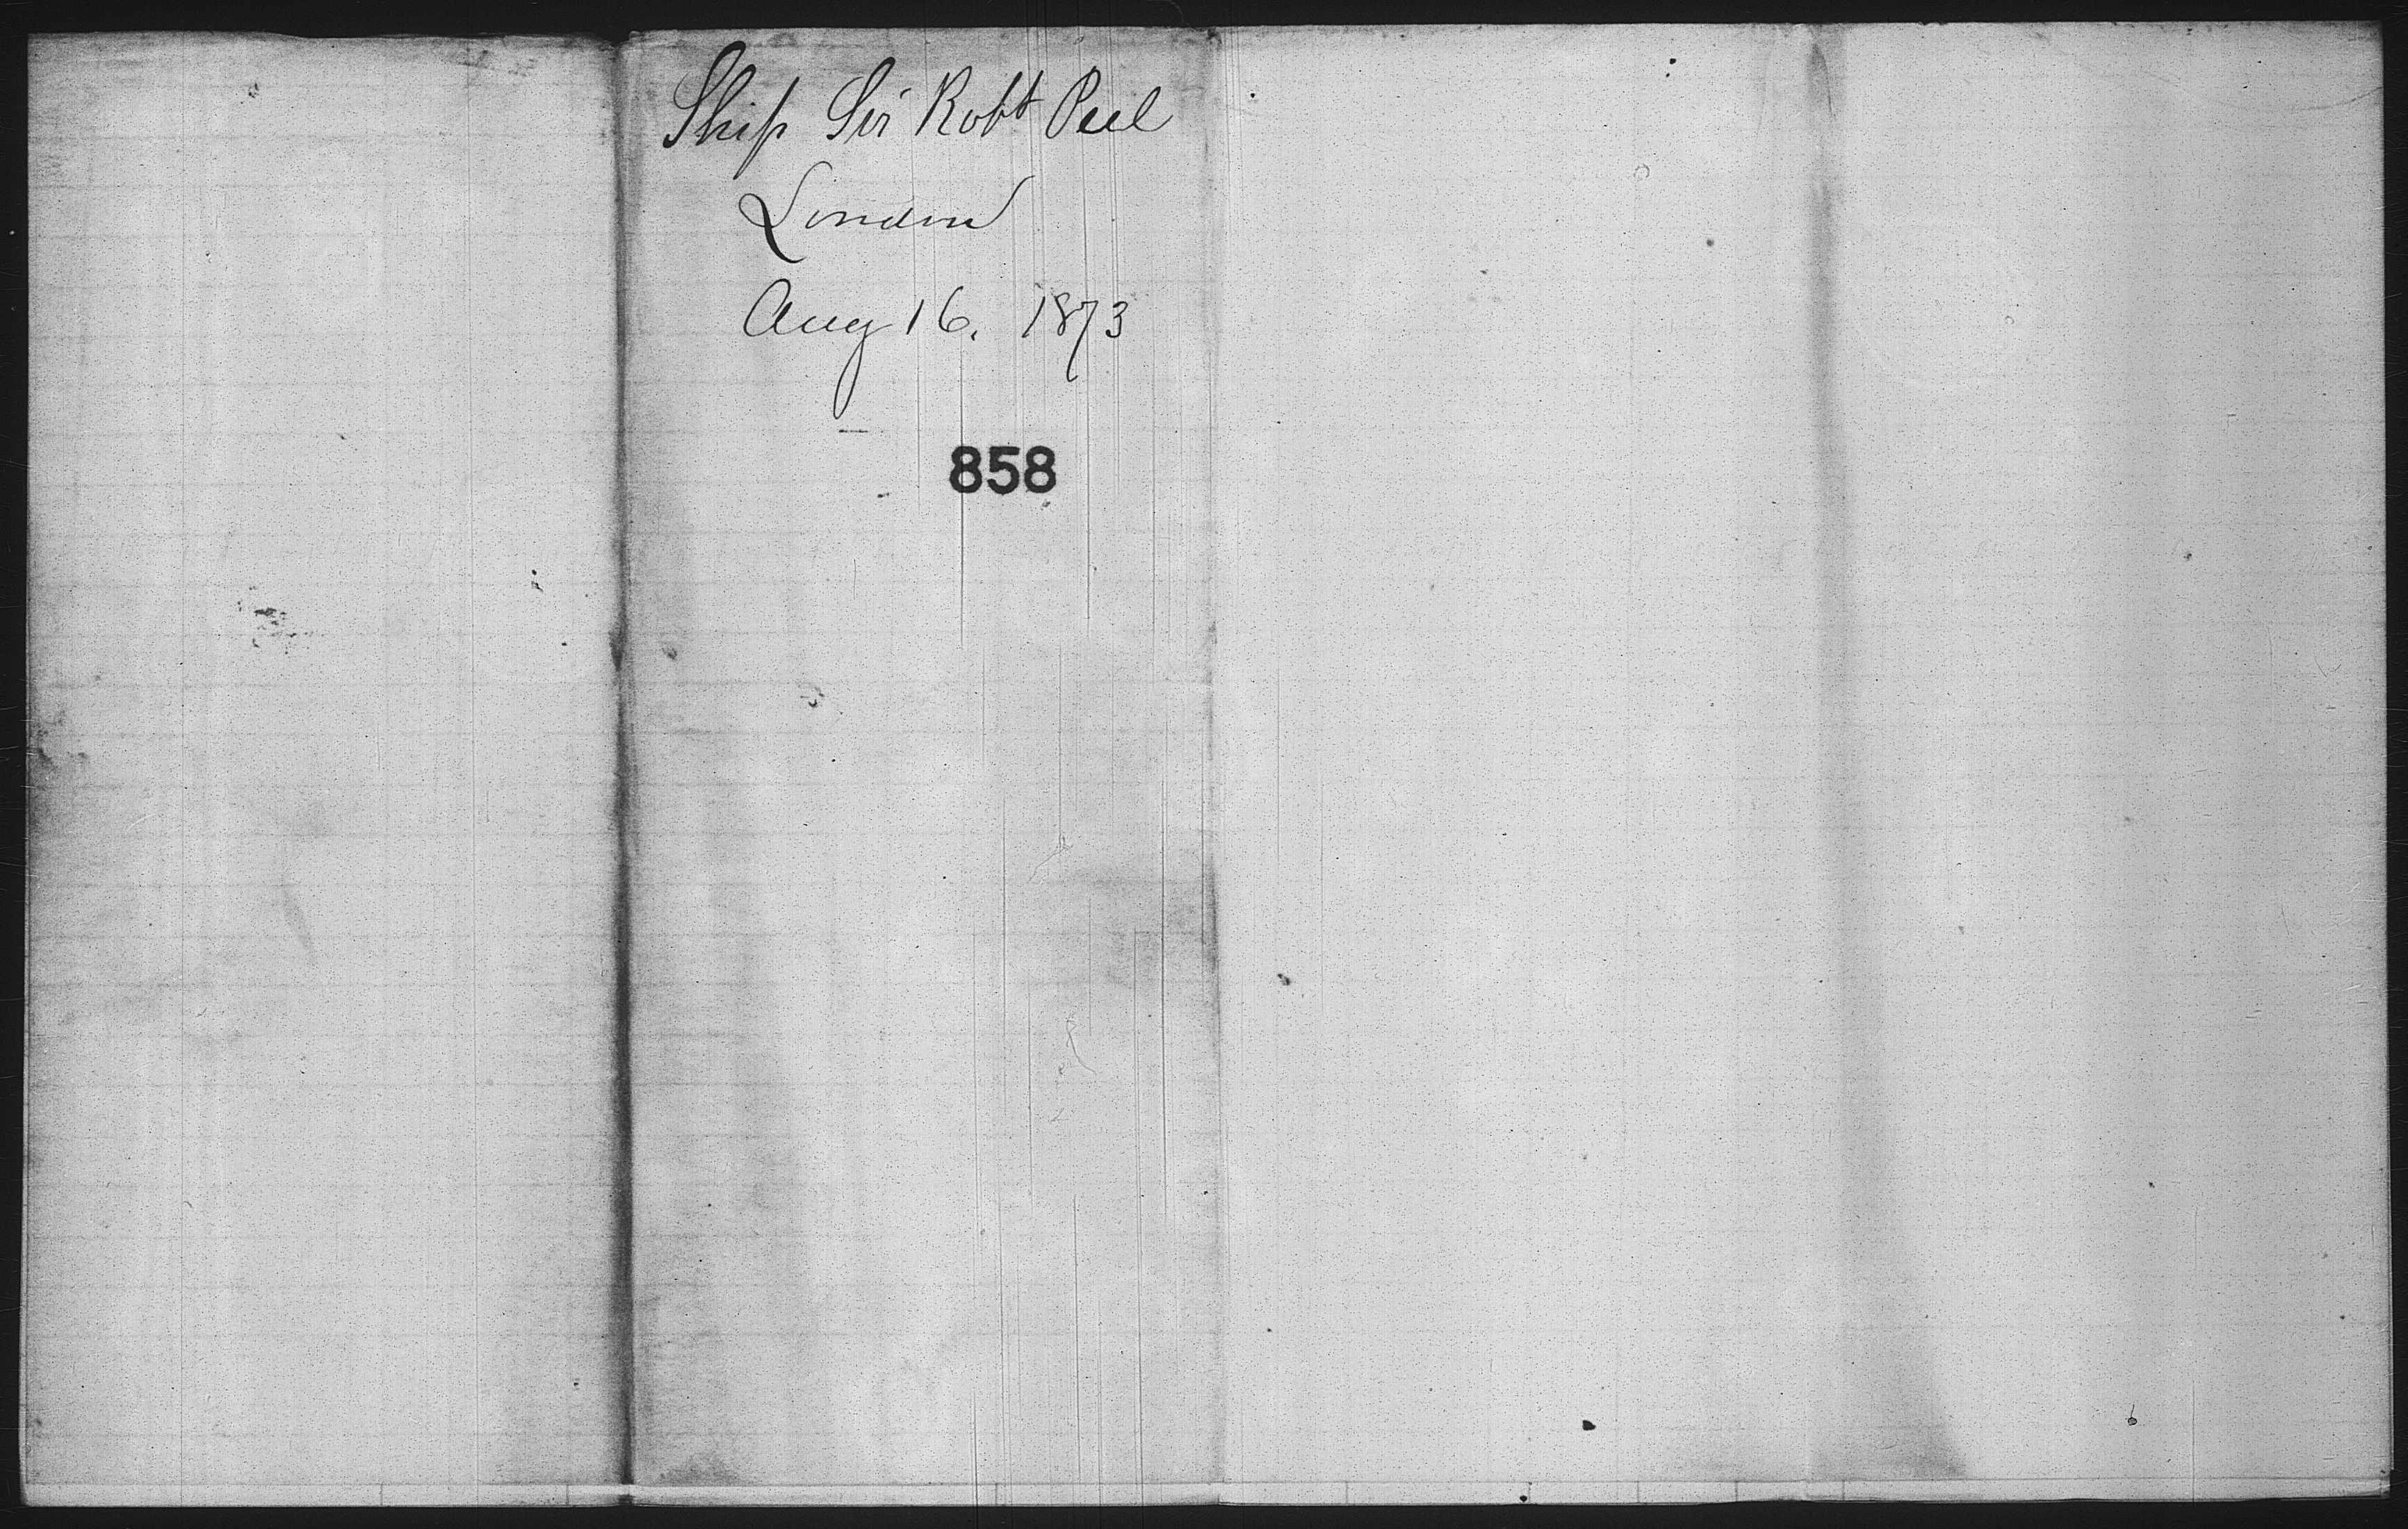 Ship Sir Robt Peel
London
Aug 16. 1873
858